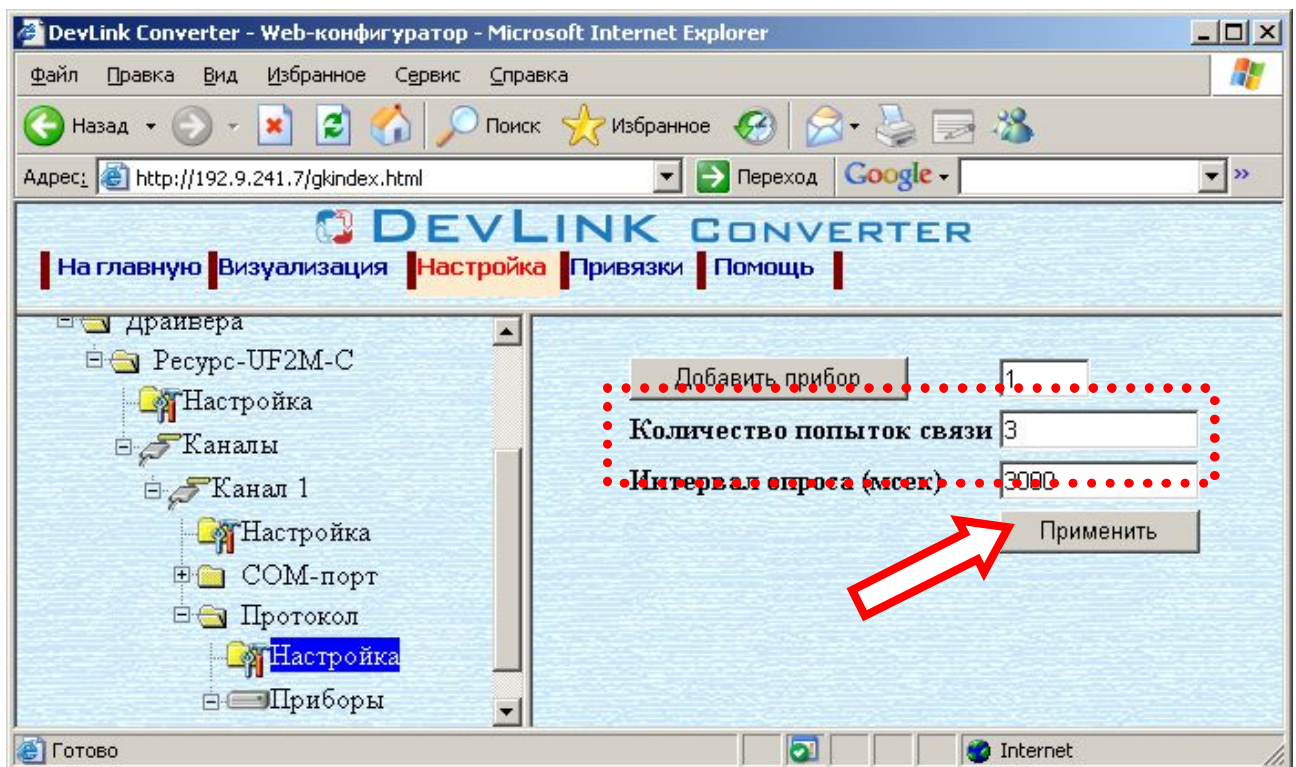 DevLink Converter - Web-конфигуратор - Microsoft Internet Explorer
Файл Правка Вид Избранное Сервис Справка
Назад Поиск Избранное
Адрес: http://192.9.241.7/gkindex.html Переход Google »
DEVLINK CONVERTER
На главную Визуализация Настройка Привязки Помощь
Драйвера
Ресурс-UF2M-C
Настройка
Каналы
Канал 1
Настройка
COM-порт
Протокол
Настройка
Приборы
Добавить прибор 1
Количество попыток связи 3
Интервал опроса (мсек) 3000
Применить
Готово Internet